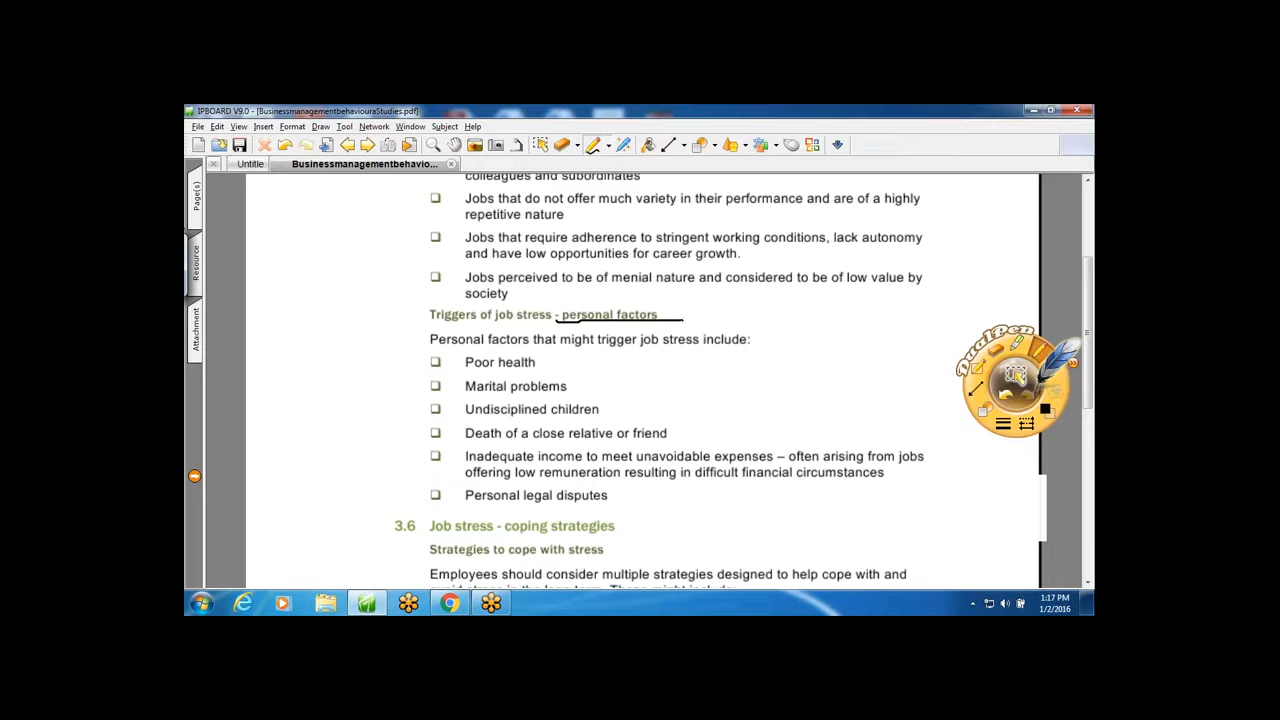 IPBOARD V9.0 - [BusinessmanagementbehaviouraStudies.pdf]
File Edit View Insert Format Draw Tool Network Window Subject Help
Untitle Businessmanagementbehavio...
Page(s)
Resource
Attachment
colleagues and subordinates
Jobs that do not offer much variety in their performance and are of a highly
repetitive nature
Jobs that require adherence to stringent working conditions, lack autonomy
and have low opportunities for career growth.
Jobs perceived to be of menial nature and considered to be of low value by
society
Triggers of job stress - personal factors
Personal factors that might trigger job stress include:
Poor health
Marital problems
Undisciplined children
Death of a close relative or friend
Inadequate income to meet unavoidable expenses – often arising from jobs
offering low remuneration resulting in difficult financial circumstances
Personal legal disputes
3.6 Job stress - coping strategies
Strategies to cope with stress
Employees should consider multiple strategies designed to help cope with and
DualPen
1:17 PM
1/2/2016